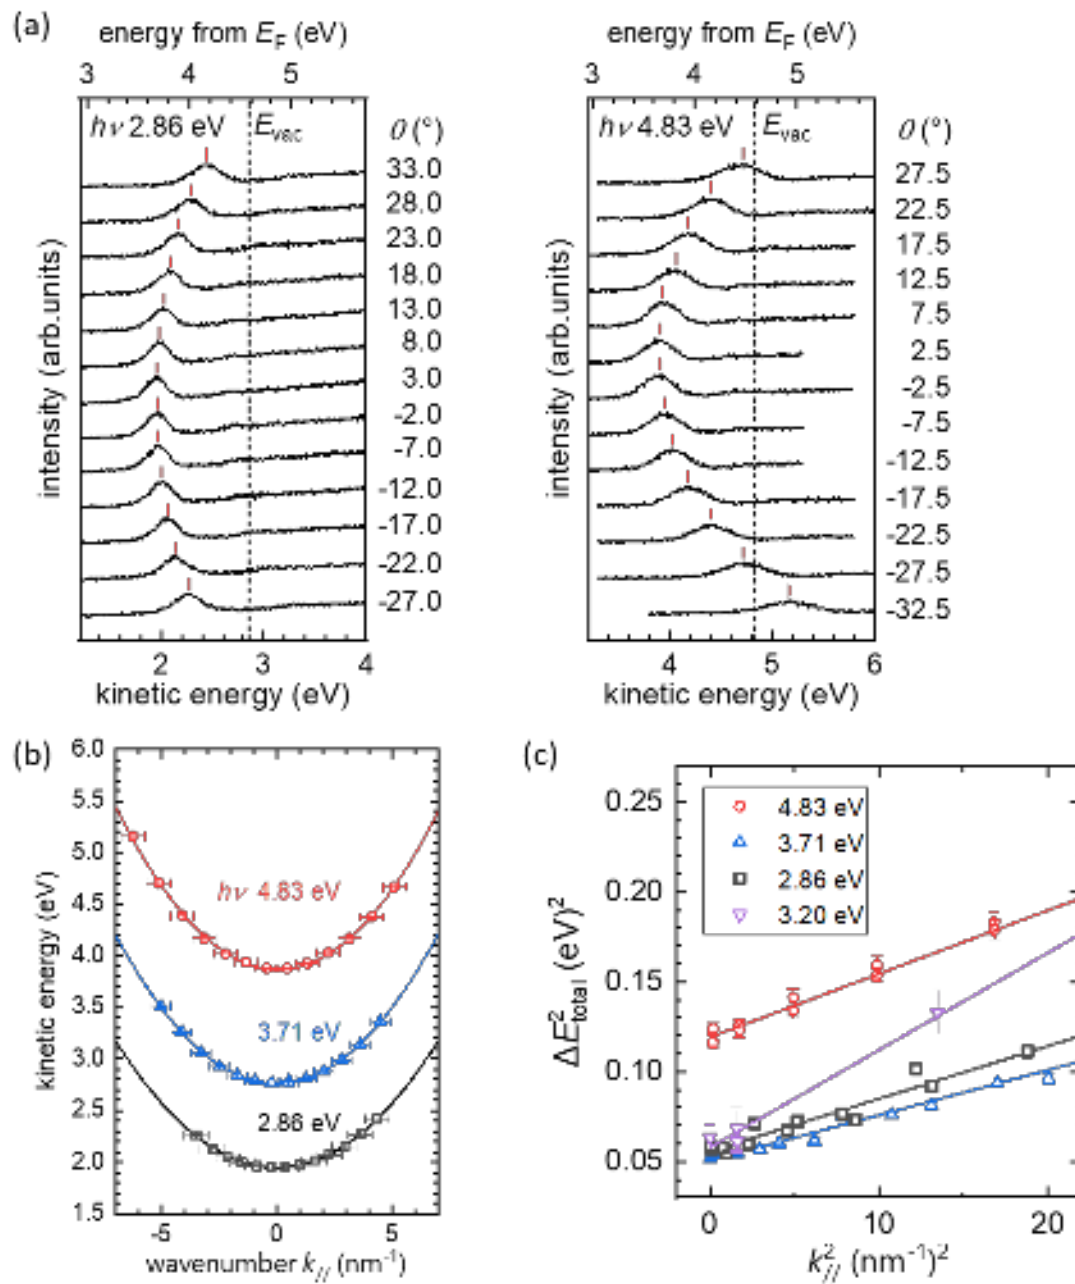 (a)
energy from E_F (eV)
3 4 5
hν 2.86 eV E_vac θ (°)
33.0
28.0
23.0
18.0
13.0
8.0
3.0
-2.0
-7.0
-12.0
-17.0
-22.0
-27.0
intensity (arb.units)
2 3 4
kinetic energy (eV)
energy from E_F (eV)
3 4 5
hν 4.83 eV E_vac θ (°)
27.5
22.5
17.5
12.5
7.5
2.5
-2.5
-7.5
-12.5
-17.5
-22.5
-27.5
-32.5
intensity (arb.units)
4 5 6
kinetic energy (eV)
(b)
6.0
5.5
5.0
4.5
4.0
3.5
3.0
2.5
2.0
1.5
kinetic energy (eV)
hν 4.83 eV
3.71 eV
2.86 eV
-5 0 5
wavenumber k_// (nm⁻¹)
(c)
0.25
0.20
0.15
0.10
0.05
ΔE²_total (eV)²
4.83 eV
3.71 eV
2.86 eV
3.20 eV
0 10 20
k²_// (nm⁻¹)²